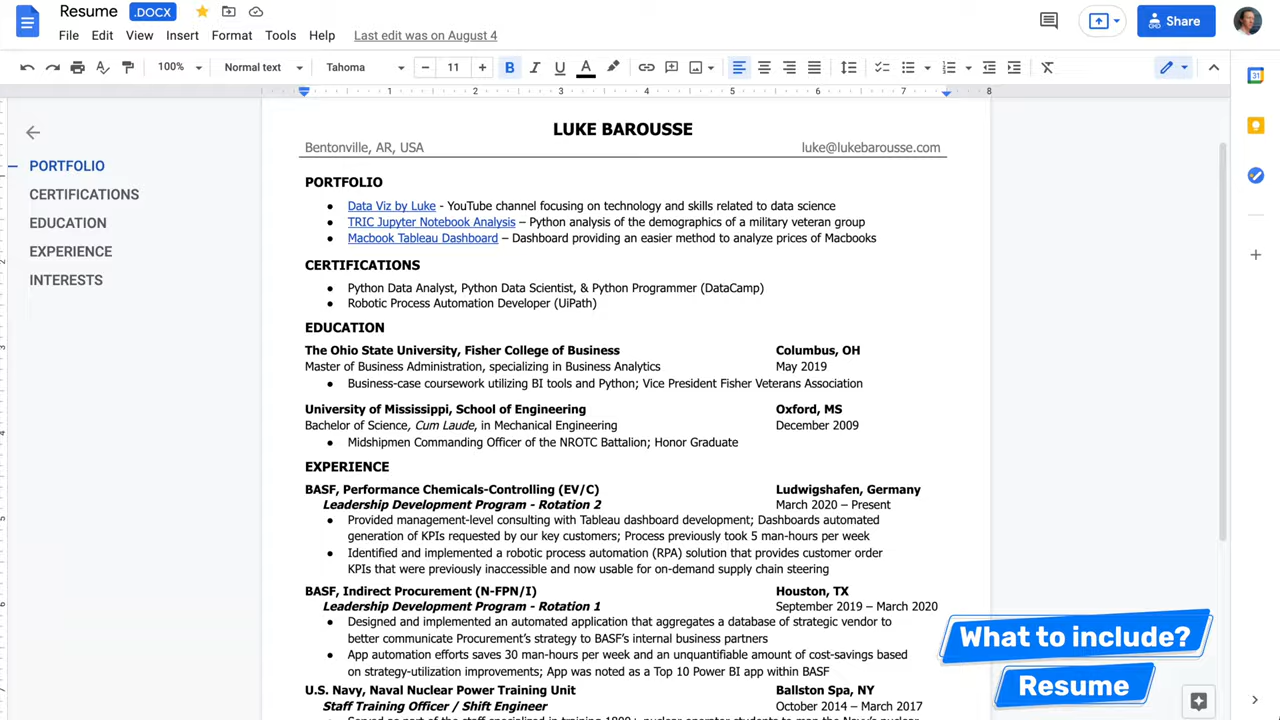 Resume .DOCX
File Edit View Insert Format Tools Help Last edit was on August 4
Share
100% Normal text Tahoma 11 B I U A
1 2 3 4 5 6 7 8
31
PORTFOLIO
CERTIFICATIONS
EDUCATION
EXPERIENCE
INTERESTS
LUKE BAROUSSE
Bentonville, AR, USA luke@lukebarousse.com
PORTFOLIO
● Data Viz by Luke - YouTube channel focusing on technology and skills related to data science
● TRIC Jupyter Notebook Analysis – Python analysis of the demographics of a military veteran group
● Macbook Tableau Dashboard – Dashboard providing an easier method to analyze prices of Macbooks
CERTIFICATIONS
● Python Data Analyst, Python Data Scientist, & Python Programmer (DataCamp)
● Robotic Process Automation Developer (UiPath)
EDUCATION
The Ohio State University, Fisher College of Business Columbus, OH
Master of Business Administration, specializing in Business Analytics May 2019
● Business-case coursework utilizing BI tools and Python; Vice President Fisher Veterans Association
University of Mississippi, School of Engineering Oxford, MS
Bachelor of Science, Cum Laude, in Mechanical Engineering December 2009
● Midshipmen Commanding Officer of the NROTC Battalion; Honor Graduate
EXPERIENCE
BASF, Performance Chemicals-Controlling (EV/C) Ludwigshafen, Germany
Leadership Development Program - Rotation 2 March 2020 – Present
● Provided management-level consulting with Tableau dashboard development; Dashboards automated
generation of KPIs requested by our key customers; Process previously took 5 man-hours per week
● Identified and implemented a robotic process automation (RPA) solution that provides customer order
KPIs that were previously inaccessible and now usable for on-demand supply chain steering
BASF, Indirect Procurement (N-FPN/I) Houston, TX
Leadership Development Program - Rotation 1 September 2019 – March 2020
● Designed and implemented an automated application that aggregates a database of strategic vendor to
better communicate Procurement's strategy to BASF's internal business partners
● App automation efforts saves 30 man-hours per week and an unquantifiable amount of cost-savings based
on strategy-utilization improvements; App was noted as a Top 10 Power BI app within BASF
U.S. Navy, Naval Nuclear Power Training Unit Ballston Spa, NY
Staff Training Officer / Shift Engineer October 2014 – March 2017
What to include?
Resume